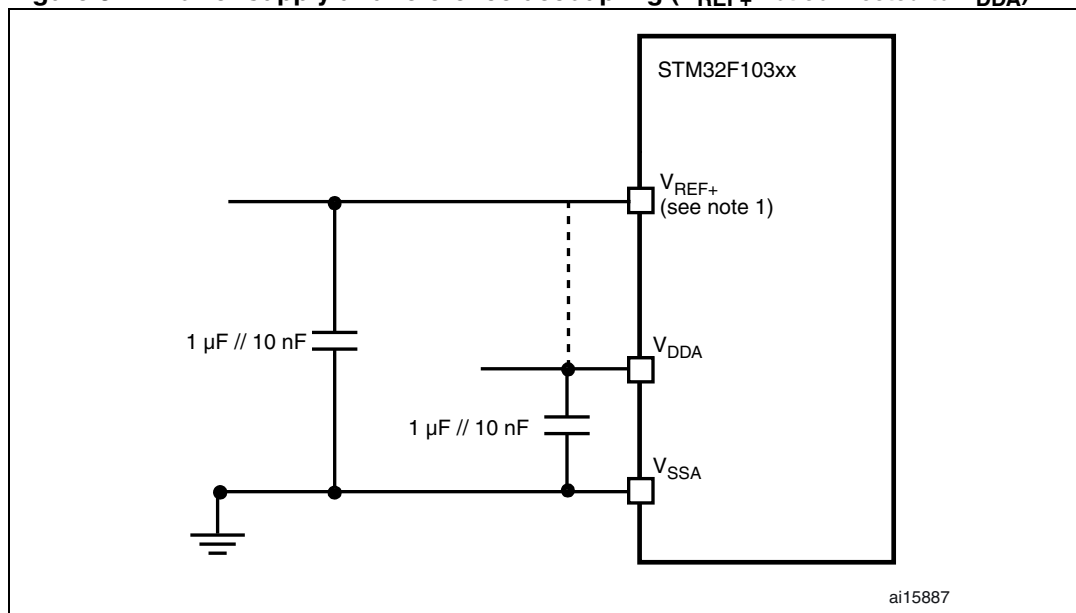 STM32F103xx
VREF+
(see note 1)
1 µF // 10 nF
VDDA
1 µF // 10 nF
VSSA
ai15887